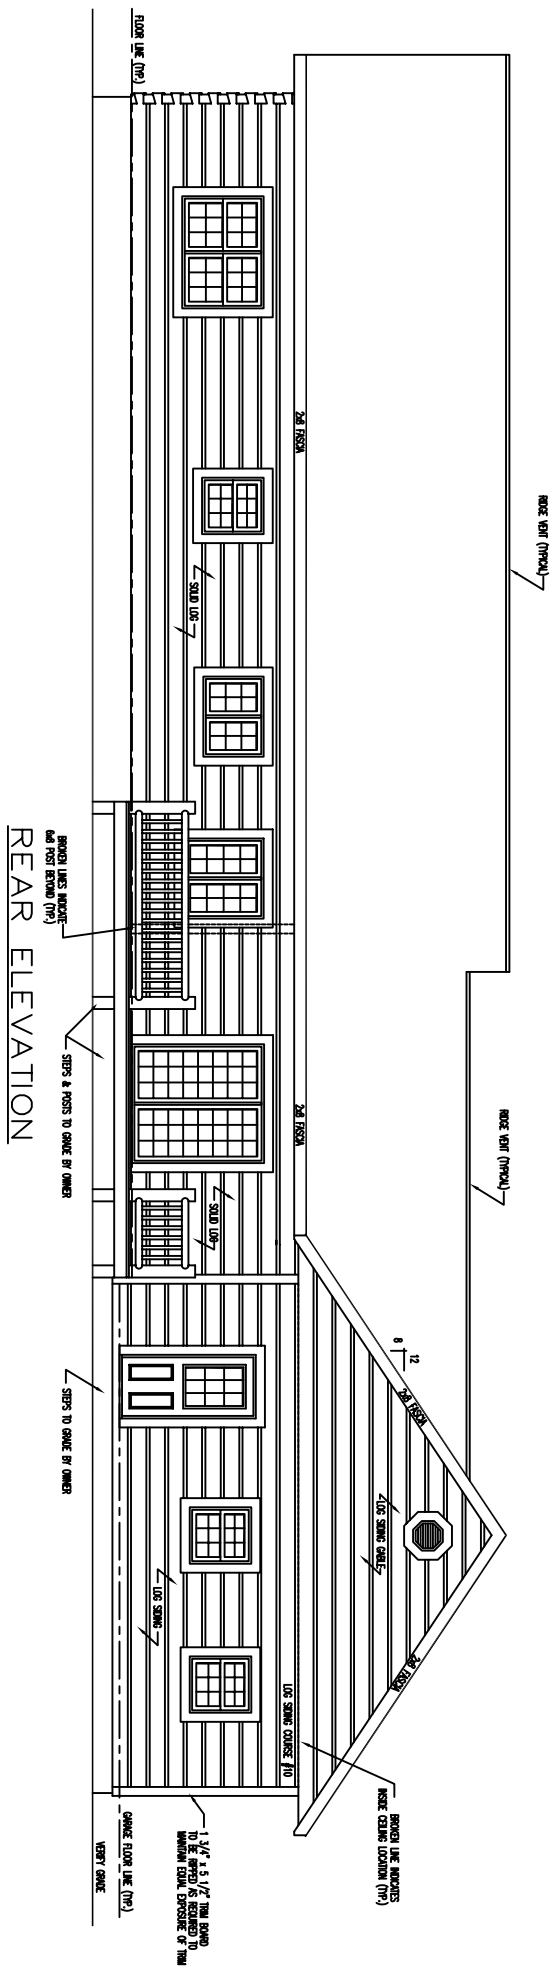 RIDGE VENT (TYPICAL)
RIDGE VENT (TYPICAL)
12
8
2x8 FASCIA
2x8 FASCIA
LOG SIDING GABLE
BROKEN LINE INDICATES
INSIDE CEILING LOCATION (TYP.)
2x8 FASCIA
2x8 FASCIA
LOG SIDING COURSE #10
SOLID LOG
SOLID LOG
LOG SIDING
1 3/4" x 5 1/2" TRIM BOARD
TO BE RIPPED AS REQUIRED TO
MAINTAIN EQUAL EXPOSURE OF TRIM
FLOOR LINE (TYP.)
GARAGE FLOOR LINE (TYP.)
VERIFY GRADE
BROKEN LINES INDICATE
6x8 POST BEYOND (TYP.)
STEPS & POSTS TO GRADE BY OWNER
STEPS TO GRADE BY OWNER
REAR ELEVATION